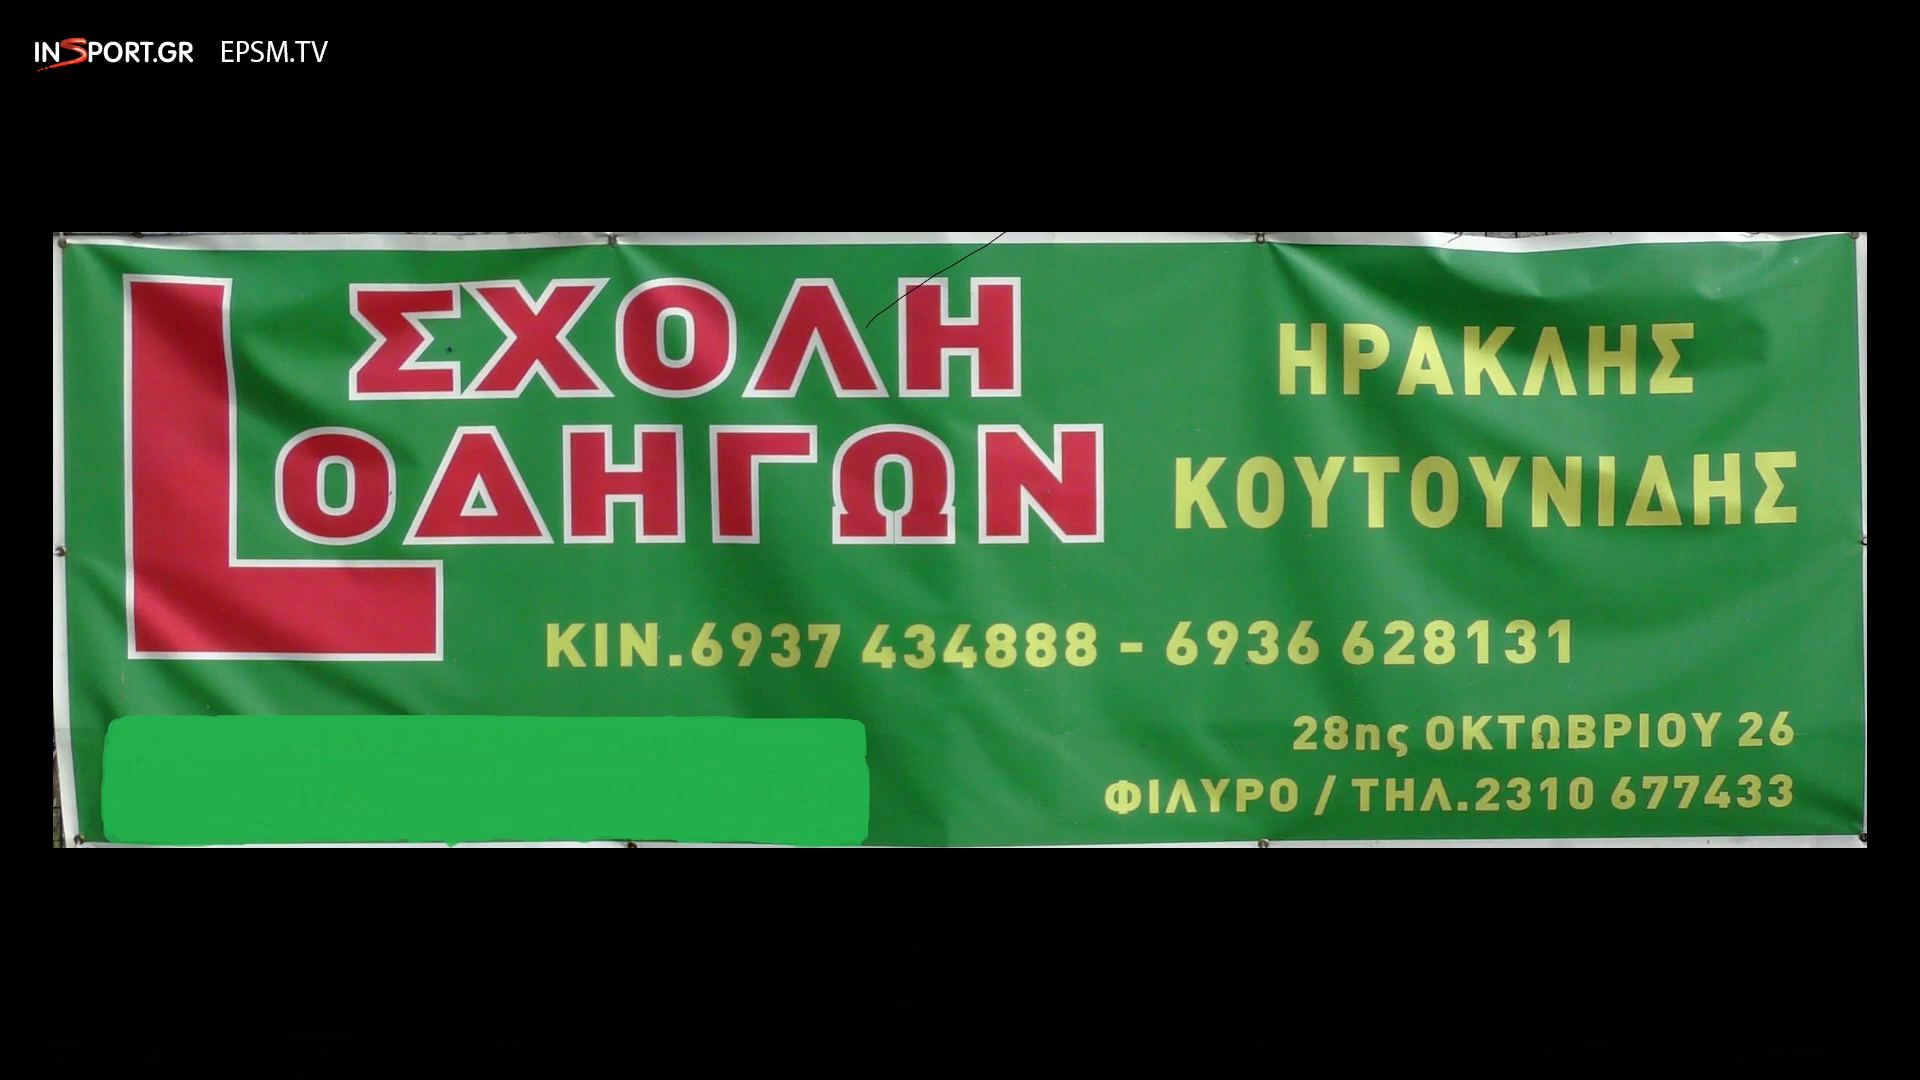 INSPORT.GR EPSM.TV
L
ΣΧΟΛΗ
ΟΔΗΓΩΝ
ΗΡΑΚΛΗΣ
ΚΟΥΤΟΥΝΙΔΗΣ
ΚΙΝ.6937 434888 - 6936 628131
28ης ΟΚΤΩΒΡΙΟΥ 26
ΦΙΛΥΡΟ / ΤΗΛ.2310 677433